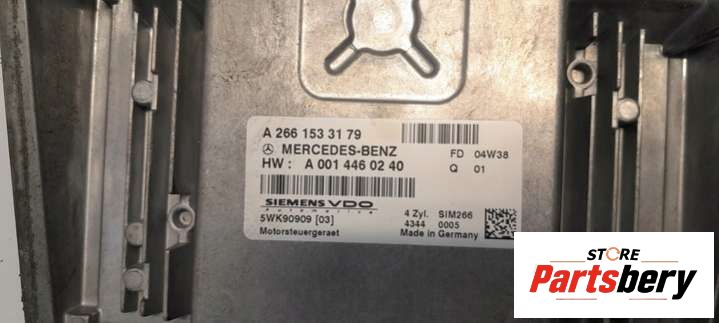 A 266 153 31 79
MERCEDES-BENZ
FD 04W38
HW : A 001 446 02 40
Q 01
SIEMENS VDO
Automotive
5WK90909 [03]
4 Zyl. SIM266
4344 0005
Motorsteuergeraet
Made in Germany
STORE
Partsbery